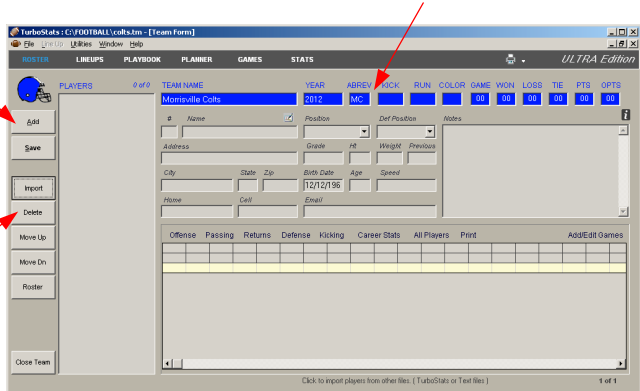 TurboStats : C:\FOOTBALL\colts.tm - [Team Form]
File Line Up Utilities Window Help
ROSTER LINEUPS PLAYBOOK PLANNER GAMES STATS ULTRA Edition
PLAYERS 0 of 0 TEAM NAME YEAR ABREV KICK RUN COLOR GAME WON LOSS TIE PTS OPTS
Morrisville Colts 2012 MC 00 00 00 00 00 00
Add # Name Position Def Position Notes
Save Address Grade Ht Weight Previous
City State Zip Birth Date Age Speed
Import 12/12/196
Delete Home Cell Email
Move Up Offense Passing Returns Defense Kicking Career Stats All Players Print Add/Edit Games
Move Dn
Roster
Close Team
Click to import players from other files. ( TurboStats or Text files ) 1 of 1